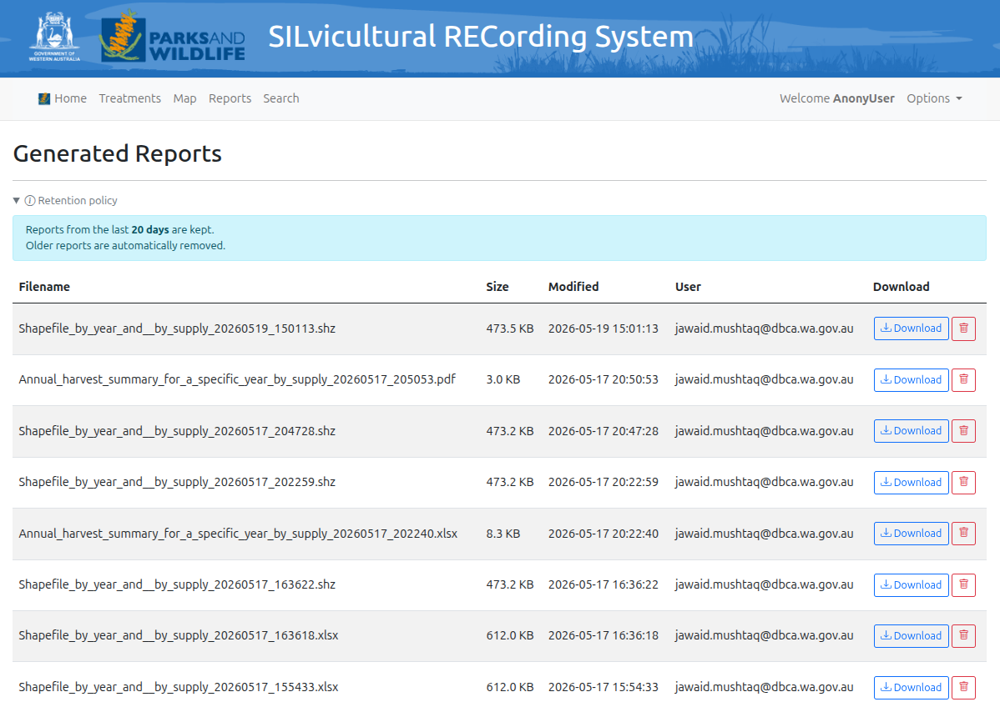 GOVERNMENT OF
WESTERN AUSTRALIA
PARKS AND
WILDLIFE
SILvicultural RECording System
Home Treatments Map Reports Search Welcome AnonyUser Options
Generated Reports
Retention policy
Reports from the last 20 days are kept.
Older reports are automatically removed.
Filename Size Modified User Download
Shapefile_by_year_and__by_supply_20260519_150113.shz 473.5 KB 2026-05-19 15:01:13 jawaid.mushtaq@dbca.wa.gov.au Download
Annual_harvest_summary_for_a_specific_year_by_supply_20260517_205053.pdf 3.0 KB 2026-05-17 20:50:53 jawaid.mushtaq@dbca.wa.gov.au Download
Shapefile_by_year_and__by_supply_20260517_204728.shz 473.2 KB 2026-05-17 20:47:28 jawaid.mushtaq@dbca.wa.gov.au Download
Shapefile_by_year_and__by_supply_20260517_202259.shz 473.2 KB 2026-05-17 20:22:59 jawaid.mushtaq@dbca.wa.gov.au Download
Annual_harvest_summary_for_a_specific_year_by_supply_20260517_202240.xlsx 8.3 KB 2026-05-17 20:22:40 jawaid.mushtaq@dbca.wa.gov.au Download
Shapefile_by_year_and__by_supply_20260517_163622.shz 473.2 KB 2026-05-17 16:36:22 jawaid.mushtaq@dbca.wa.gov.au Download
Shapefile_by_year_and__by_supply_20260517_163618.xlsx 612.0 KB 2026-05-17 16:36:18 jawaid.mushtaq@dbca.wa.gov.au Download
Shapefile_by_year_and__by_supply_20260517_155433.xlsx 612.0 KB 2026-05-17 15:54:33 jawaid.mushtaq@dbca.wa.gov.au Download